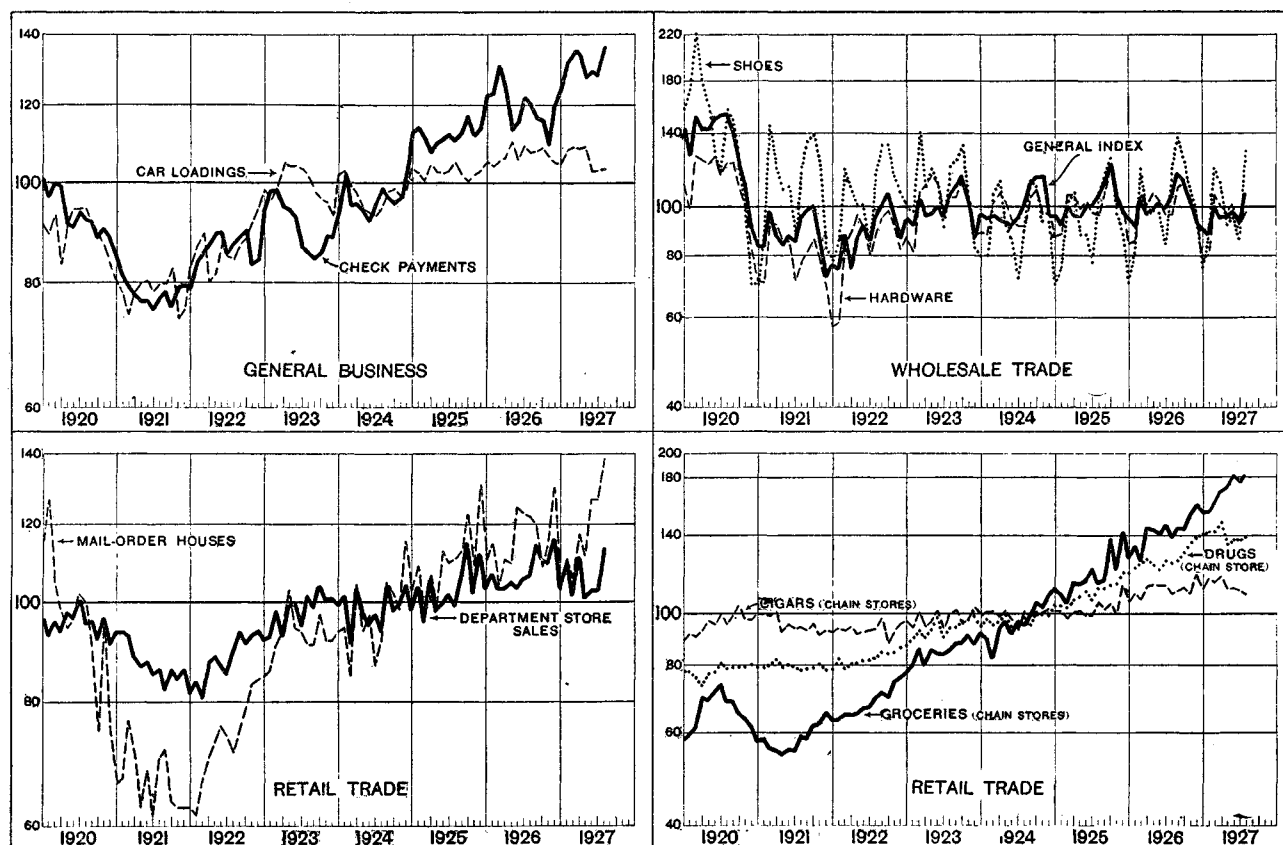 140
120
100
80
60
CAR LOADINGS
CHECK PAYMENTS
GENERAL BUSINESS
1920 1921 1922 1923 1924 1925 1926 1927
220
180
140
100
80
60
40
SHOES
GENERAL INDEX
HARDWARE
WHOLESALE TRADE
1920 1921 1922 1923 1924 1925 1926 1927
140
120
100
80
60
MAIL-ORDER HOUSES
DEPARTMENT STORE
SALES
RETAIL TRADE
1920 1921 1922 1923 1924 1925 1926 1927
200
180
140
100
80
60
40
CIGARS (CHAIN STORES)
DRUGS
(CHAIN STORE)
GROCERIES (CHAIN STORES)
RETAIL TRADE
1920 1921 1922 1923 1924 1925 1926 1927